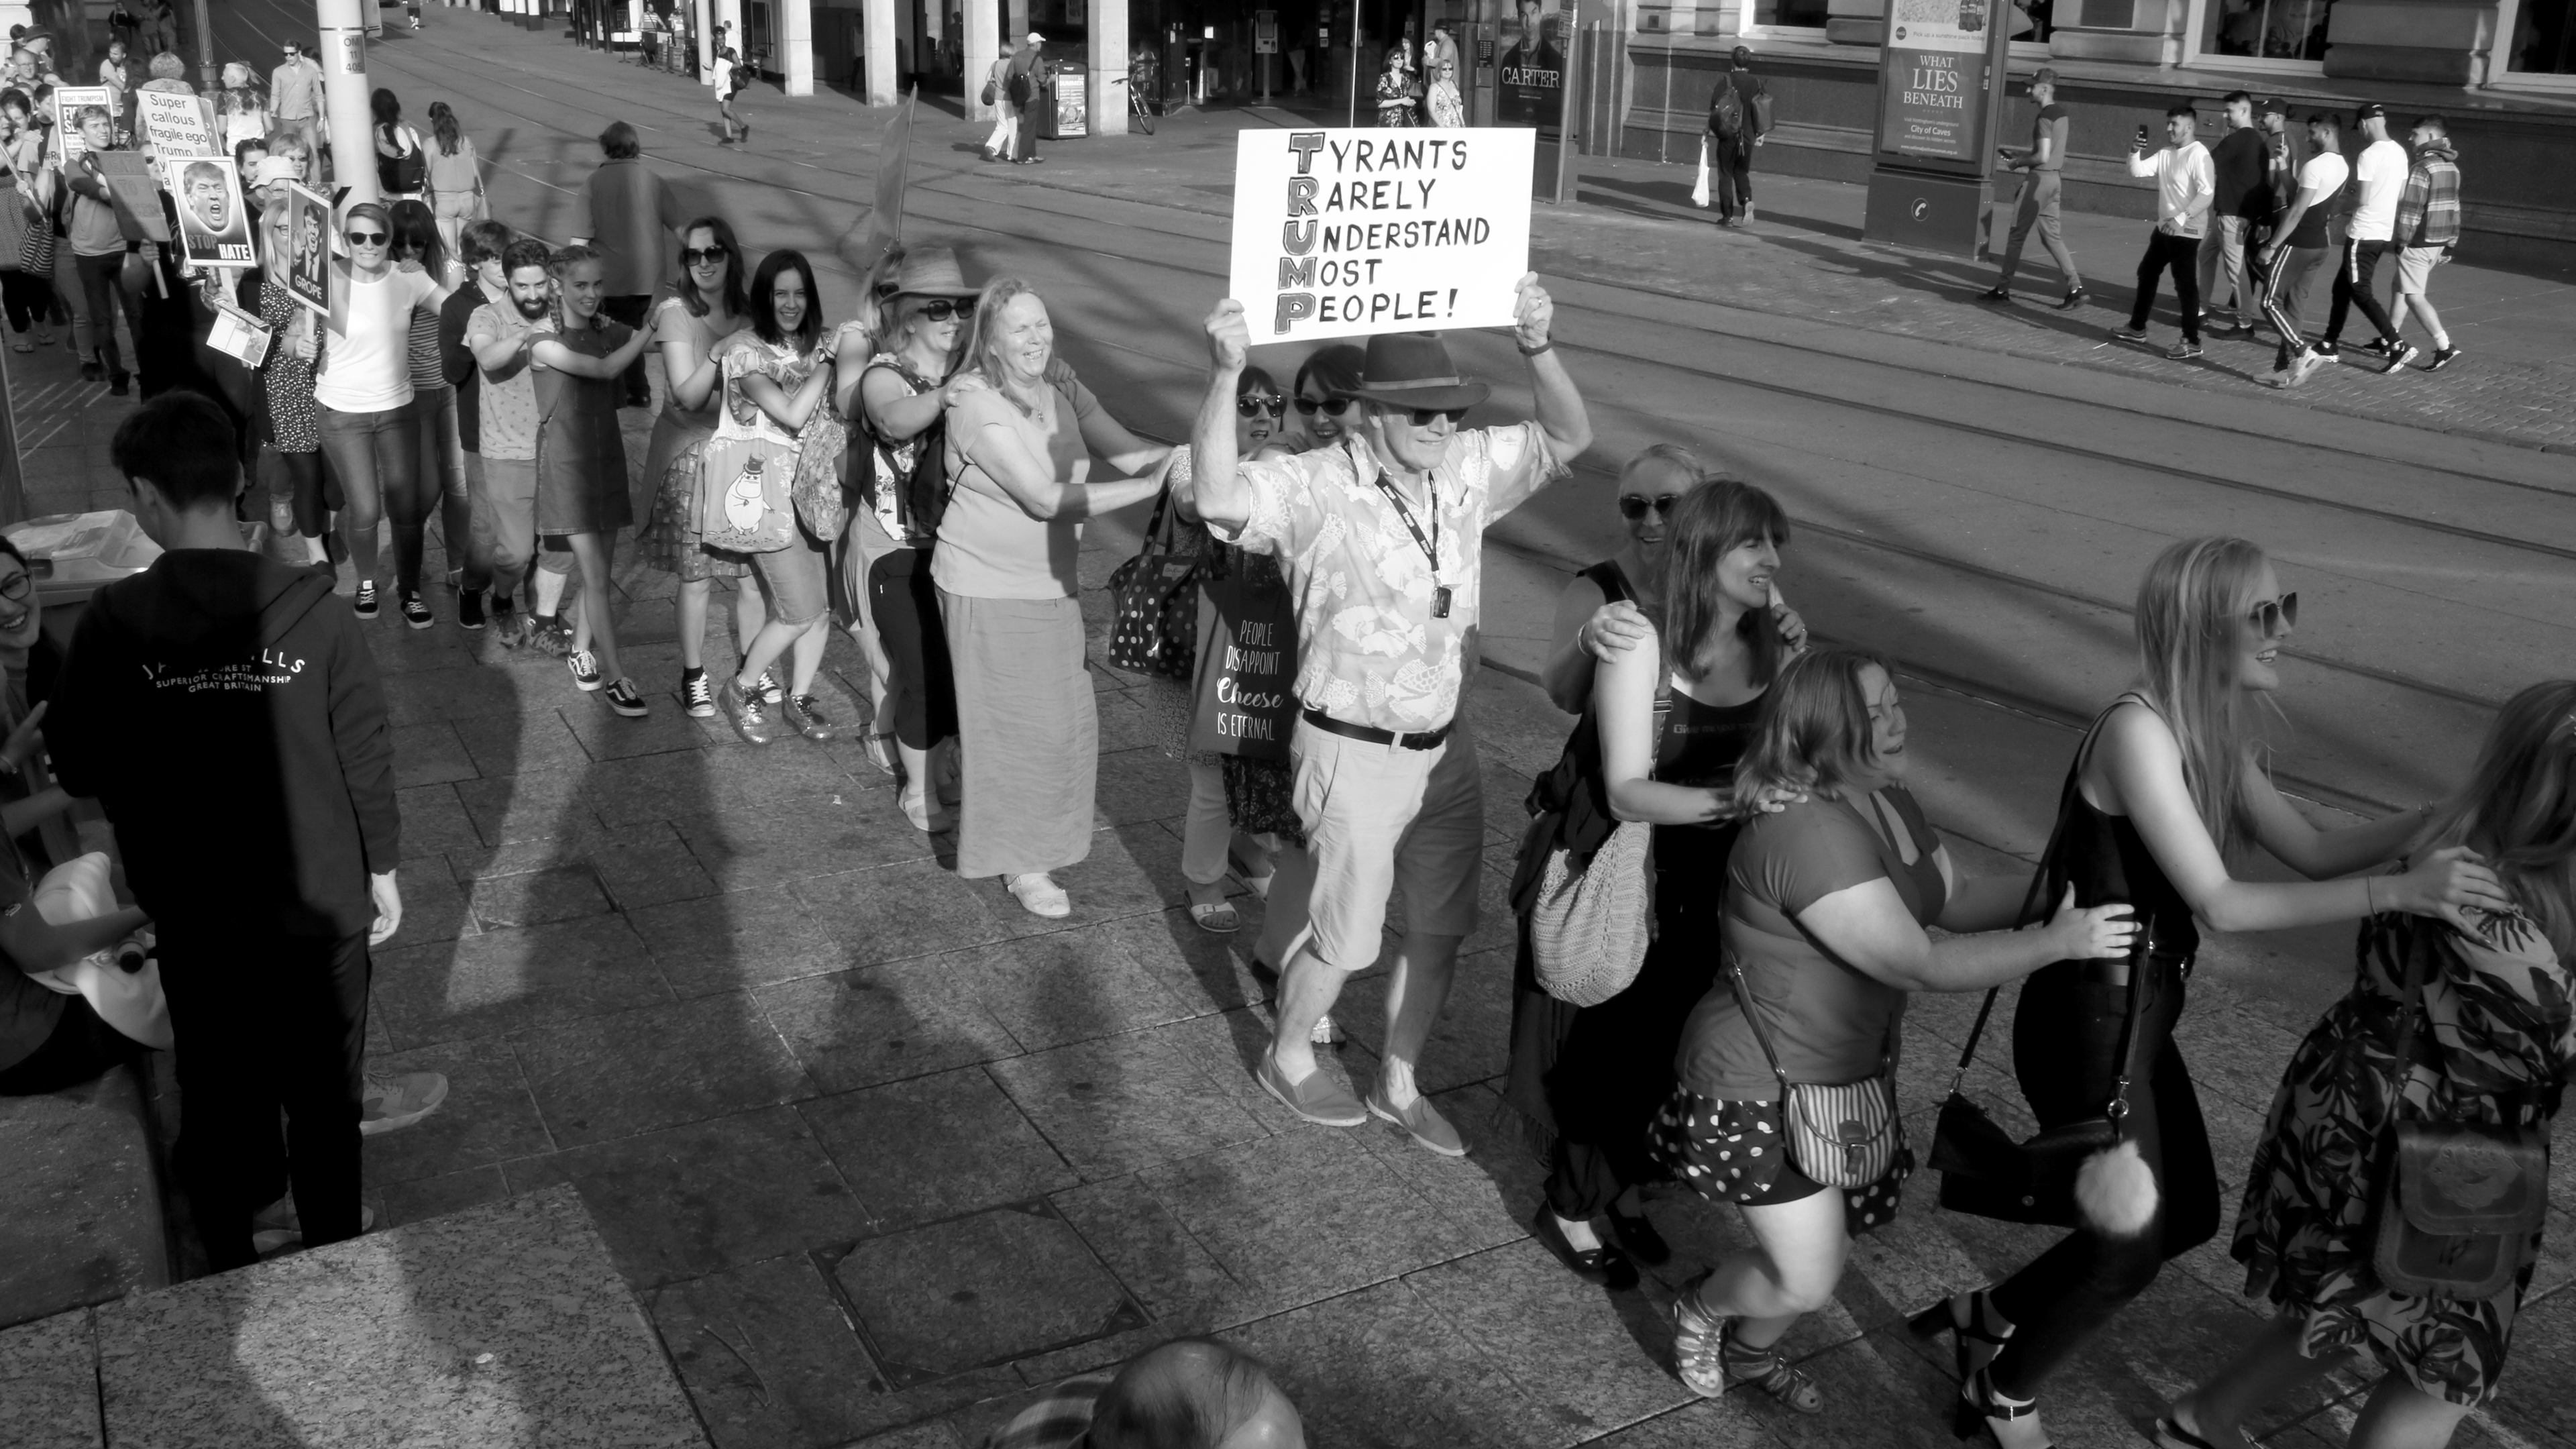 TYRANTS
RARELY
UNDERSTAND
MOST
PEOPLE!
Super
callous
fragile ego
Trump
STOP
HATE
GROPE
CARTER
WHAT
LIES
BENEATH
City of Caves
PEOPLE
DISAPPOINT
Cheese
IS ETERNAL
SUPERIOR CRAFTSMANSHIP
GREAT BRITAIN